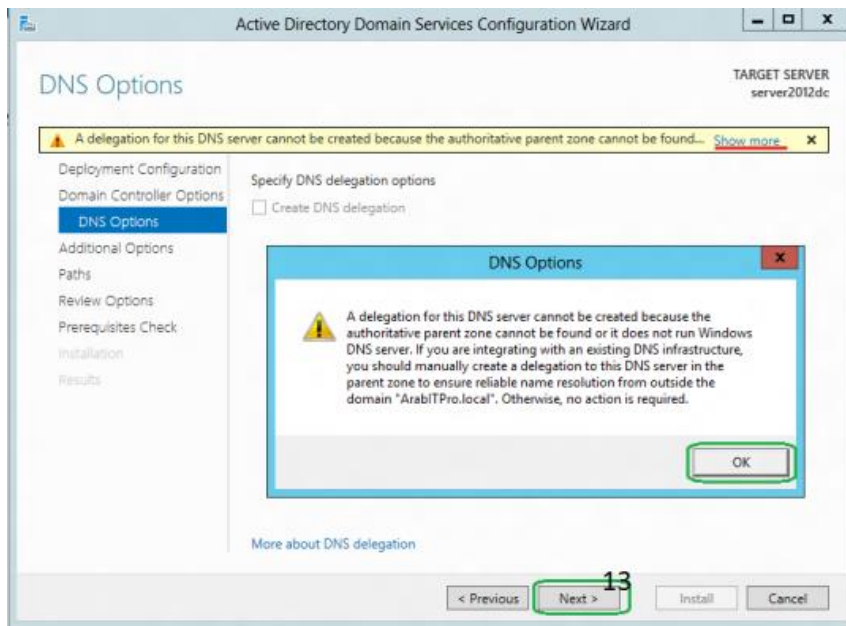 Active Directory Domain Services Configuration Wizard
DNS Options
TARGET SERVER
server2012dc
A delegation for this DNS server cannot be created because the authoritative parent zone cannot be found... Show more x
Deployment Configuration
Domain Controller Options
DNS Options
Additional Options
Paths
Review Options
Prerequisites Check
Installation
Results
Specify DNS delegation options
Create DNS delegation
DNS Options
A delegation for this DNS server cannot be created because the
authoritative parent zone cannot be found or it does not run Windows
DNS server. If you are integrating with an existing DNS infrastructure,
you should manually create a delegation to this DNS server in the
parent zone to ensure reliable name resolution from outside the
domain "ArabITPro.local". Otherwise, no action is required.
OK
More about DNS delegation
13
< Previous Next > Install Cancel